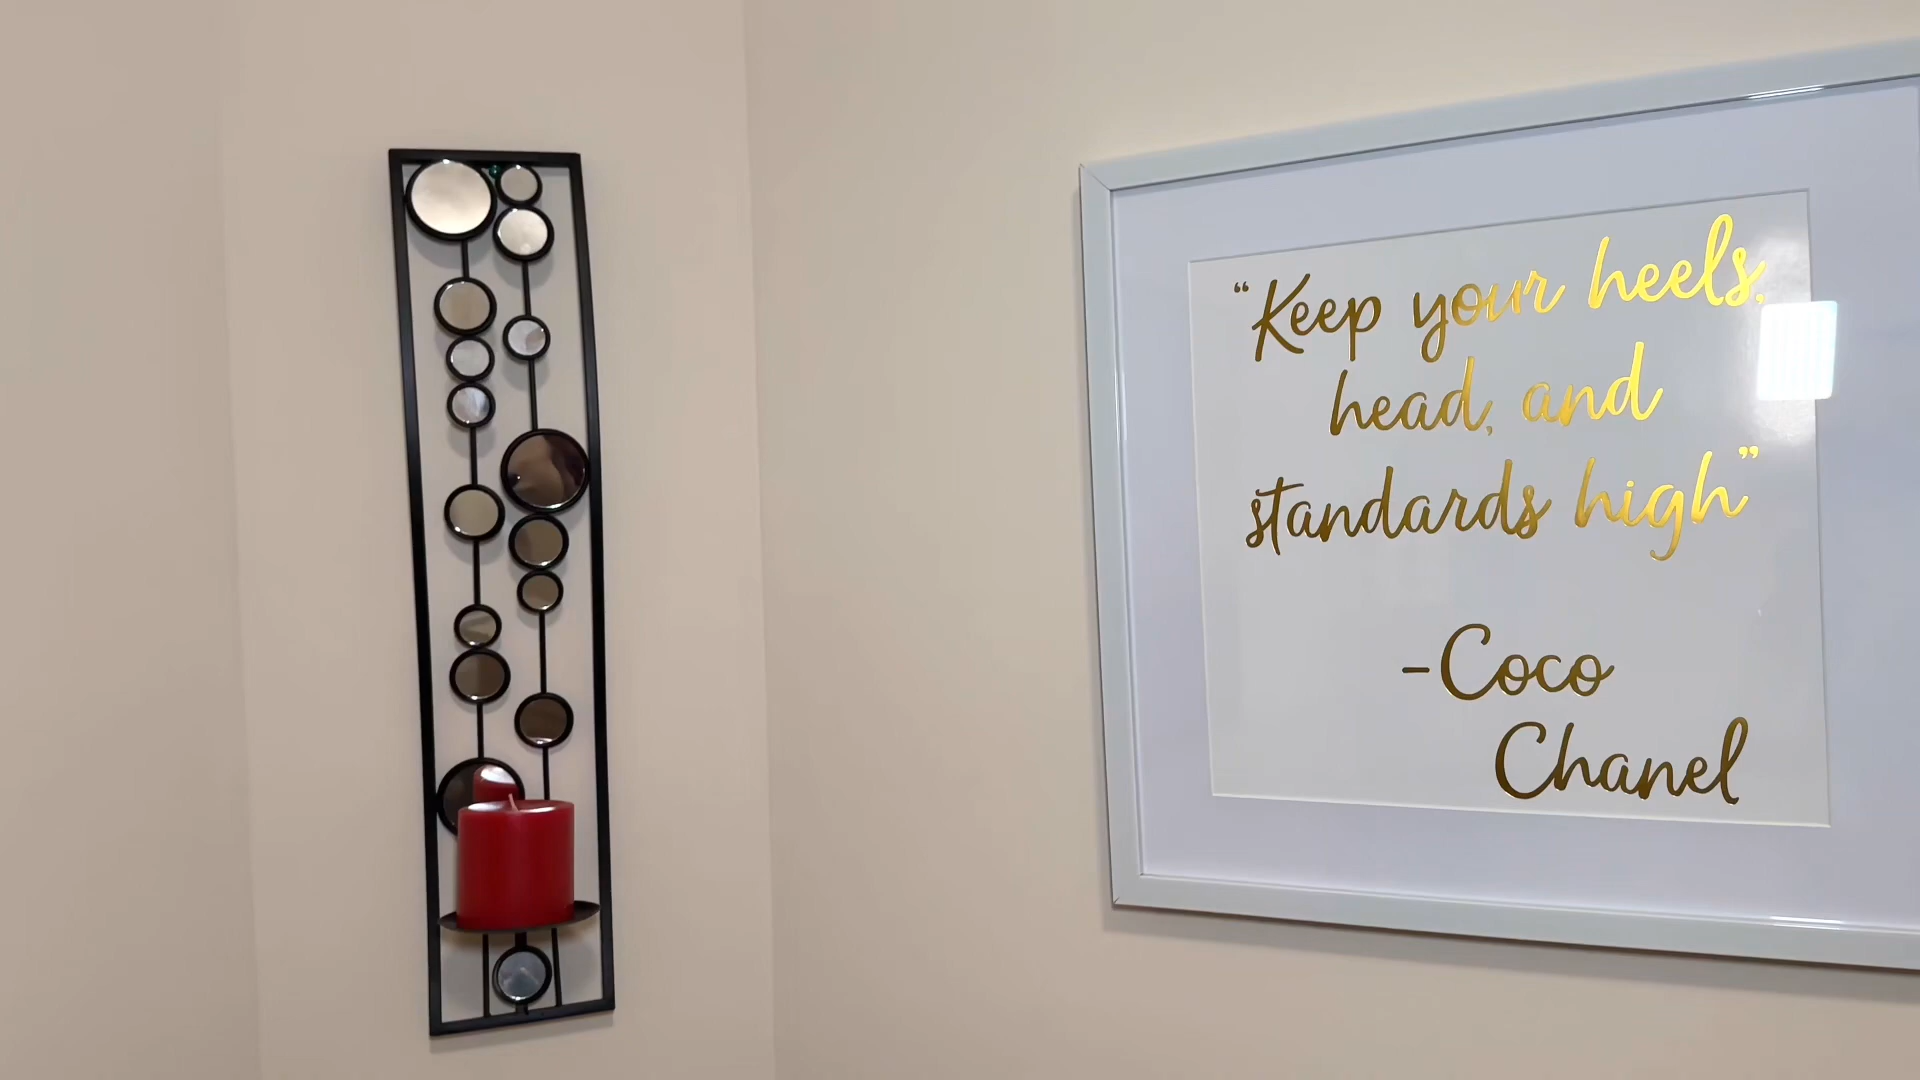 “Keep your heels,
head, and
standards high”
-Coco
Chanel